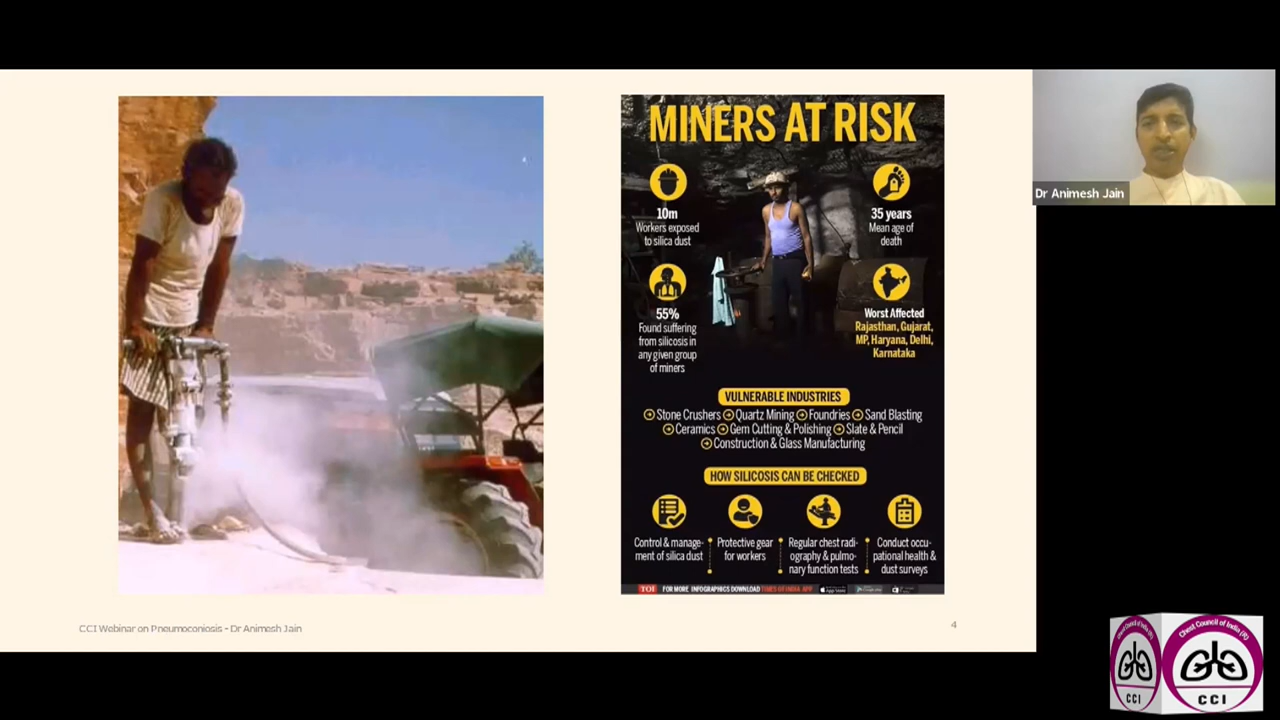 MINERS AT RISK
10m
Workers exposed
to silica dust
35 years
Mean age of
death
55%
Found suffering
from silicosis in
any given group
of miners
Worst Affected
Rajasthan, Gujarat,
MP, Haryana, Delhi,
Karnataka
VULNERABLE INDUSTRIES
Stone Crushers Quartz Mining Foundries Sand Blasting
Ceramics Gem Cutting & Polishing Slate & Pencil
Construction & Glass Manufacturing
HOW SILICOSIS CAN BE CHECKED
Control & manage-
ment of silica dust
Protective gear
for workers
Regular chest radi-
ography & pulmo-
nary function tests
Conduct occu-
pational health &
dust surveys
TOI FOR MORE INFOGRAPHICS DOWNLOAD TIMES OF INDIA APP
CCI Webinar on Pneumoconiosis - Dr Animesh Jain
4
Dr Animesh Jain
Chest Council of India (R)
CCI
Chest Council of India (R)
CCI